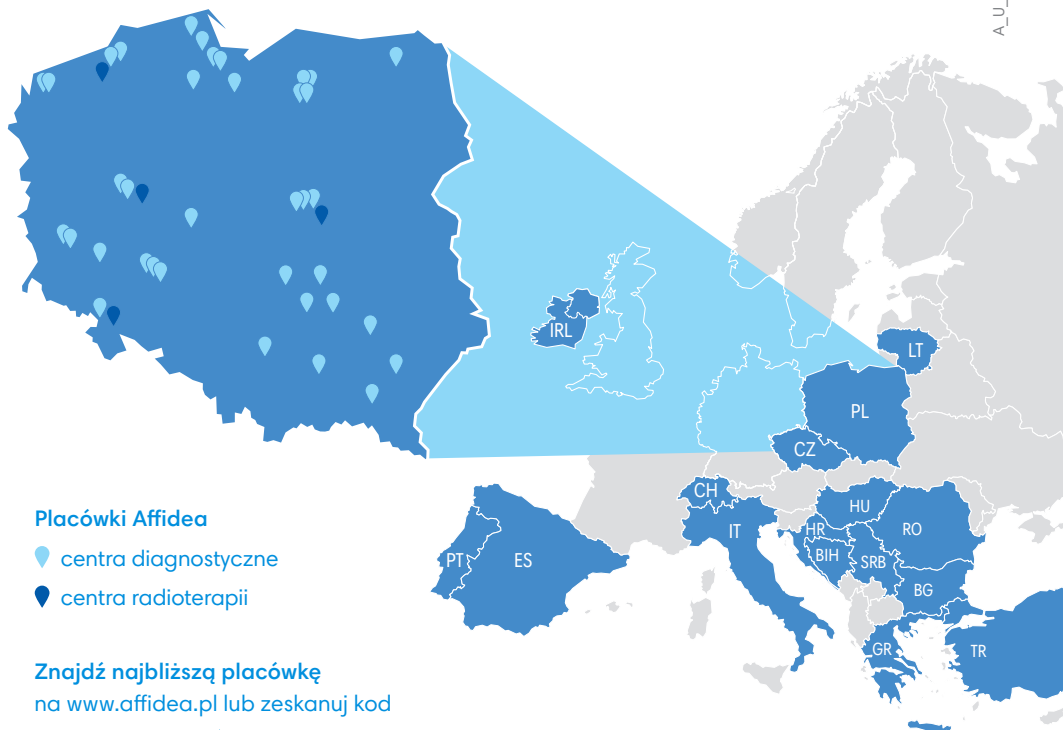 A_U_
IRL
LT
PL
CZ
CH
HU
IT
HR
RO
BIH
SRB
PT
ES
BG
GR
TR
Placówki Affidea
centra diagnostyczne
centra radioterapii
Znajdź najbliższą placówkę
na www.affidea.pl lub zeskanuj kod